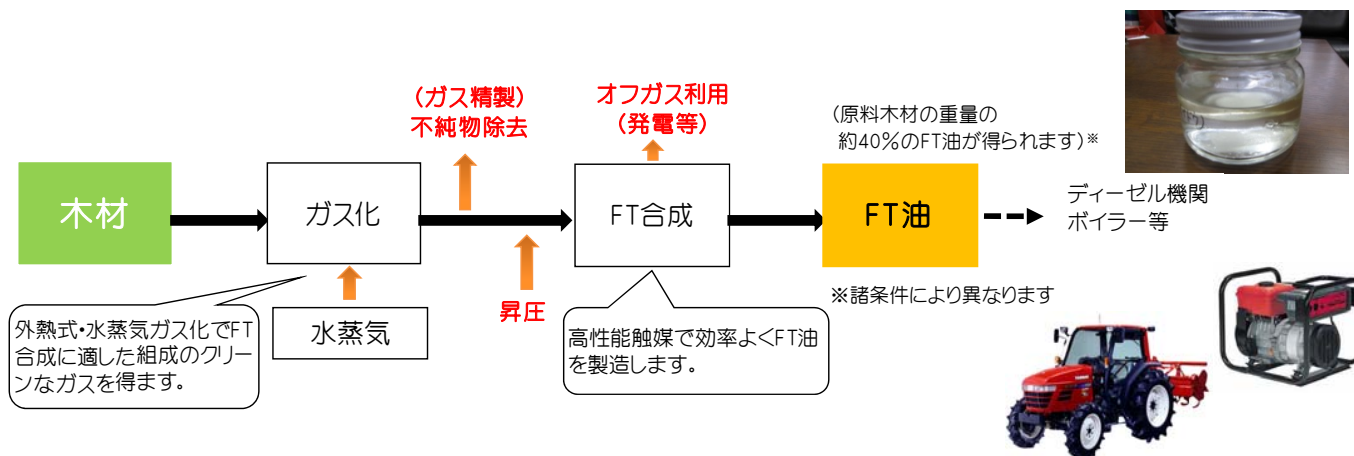 (ガス精製)
不純物除去
オフガス利用
(発電等)
(原料木材の重量の
約40%のFT油が得られます)※
木材
ガス化
FT合成
FT油
ディーゼル機関
ボイラー等
昇圧
水蒸気
※諸条件により異なります
外熱式・水蒸気ガス化でFT
合成に適した組成のクリー
ンなガスを得ます。
高性能触媒で効率よくFT油
を製造します。